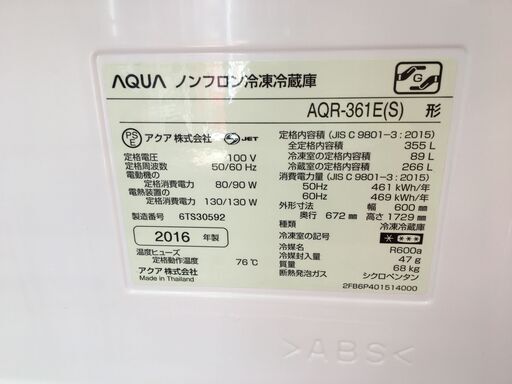 AQUA ノンフロン冷凍冷蔵庫
G
AQR-361E(S) 形
PS E アクア株式会社 JET
定格電圧 100 V
定格周波数 50/60 Hz
電動機の
定格消費電力 80/90 W
電熱装置の
定格消費電力 130/130 W
製造番号 6TS30592
2016 年製
温度ヒューズ
定格動作温度 76℃
アクア株式会社
Made in Thailand
定格内容積 (JIS C 9801-3:2015)
全定格内容積 355 L
冷凍室の定格内容積 89 L
冷蔵室の定格内容積 266 L
消費電力量 (JIS C 9801-3:2015)
50Hz 461 kWh/年
60Hz 469 kWh/年
外形寸法 幅 600 mm
奥行 672 mm 高さ 1729 mm
種類 冷凍冷蔵庫
冷凍室の記号 * ***
冷媒名 R600a
冷媒封入量 47 g
質量 68 kg
断熱発泡ガス シクロペンタン
2FB6P401514000
>ABS<